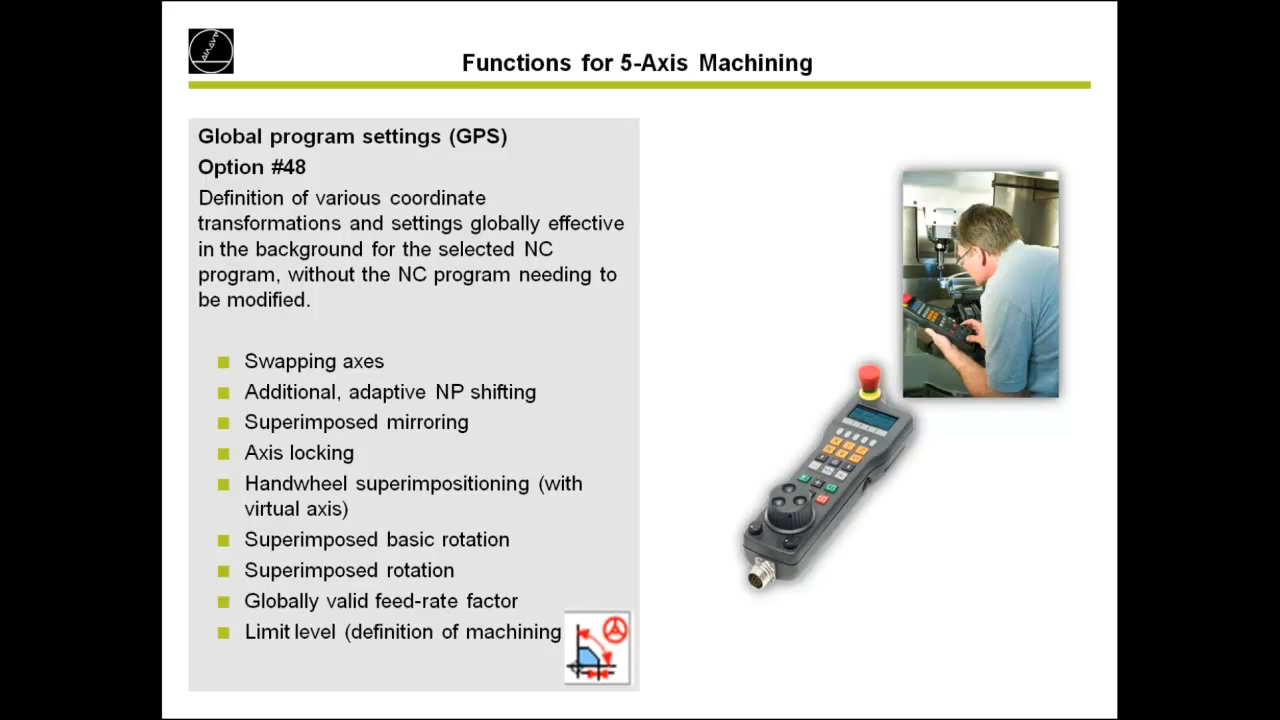 Functions for 5-Axis Machining
Global program settings (GPS)
Option #48
Definition of various coordinate
transformations and settings globally effective
in the background for the selected NC
program, without the NC program needing to
be modified.
Swapping axes
Additional, adaptive NP shifting
Superimposed mirroring
Axis locking
Handwheel superimpositioning (with
virtual axis)
Superimposed basic rotation
Superimposed rotation
Globally valid feed-rate factor
Limit level (definition of machining